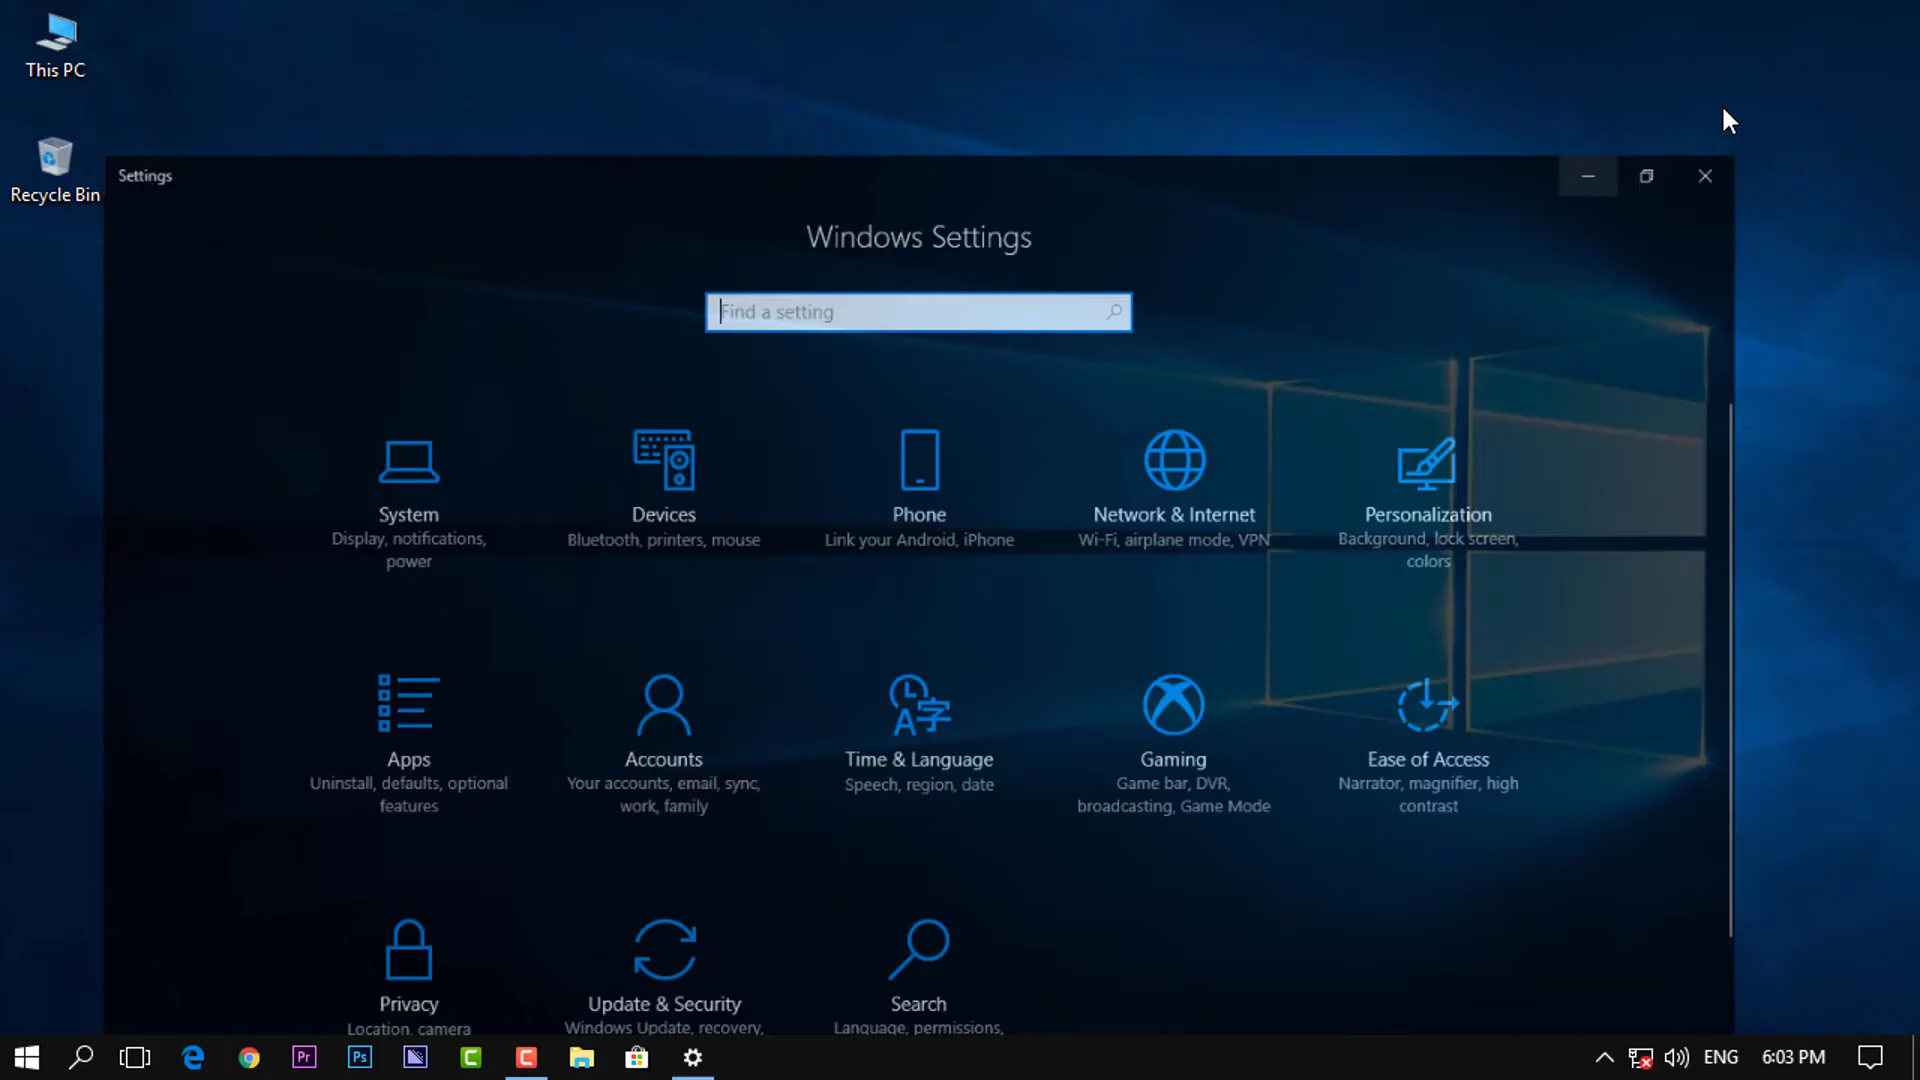 This PC
Recycle Bin
Settings
Windows Settings
Find a setting
System
Display, notifications,
power
Devices
Bluetooth, printers, mouse
Phone
Link your Android, iPhone
Network & Internet
Wi-Fi, airplane mode, VPN
Personalization
Background, lock screen,
colors
Apps
Uninstall, defaults, optional
features
Accounts
Your accounts, email, sync,
work, family
Time & Language
Speech, region, date
Gaming
Game bar, DVR,
broadcasting, Game Mode
Ease of Access
Narrator, magnifier, high
contrast
Privacy
Location, camera
Update & Security
Windows Update, recovery,
Search
Language, permissions,
Pr
Ps
ENG
6:03 PM